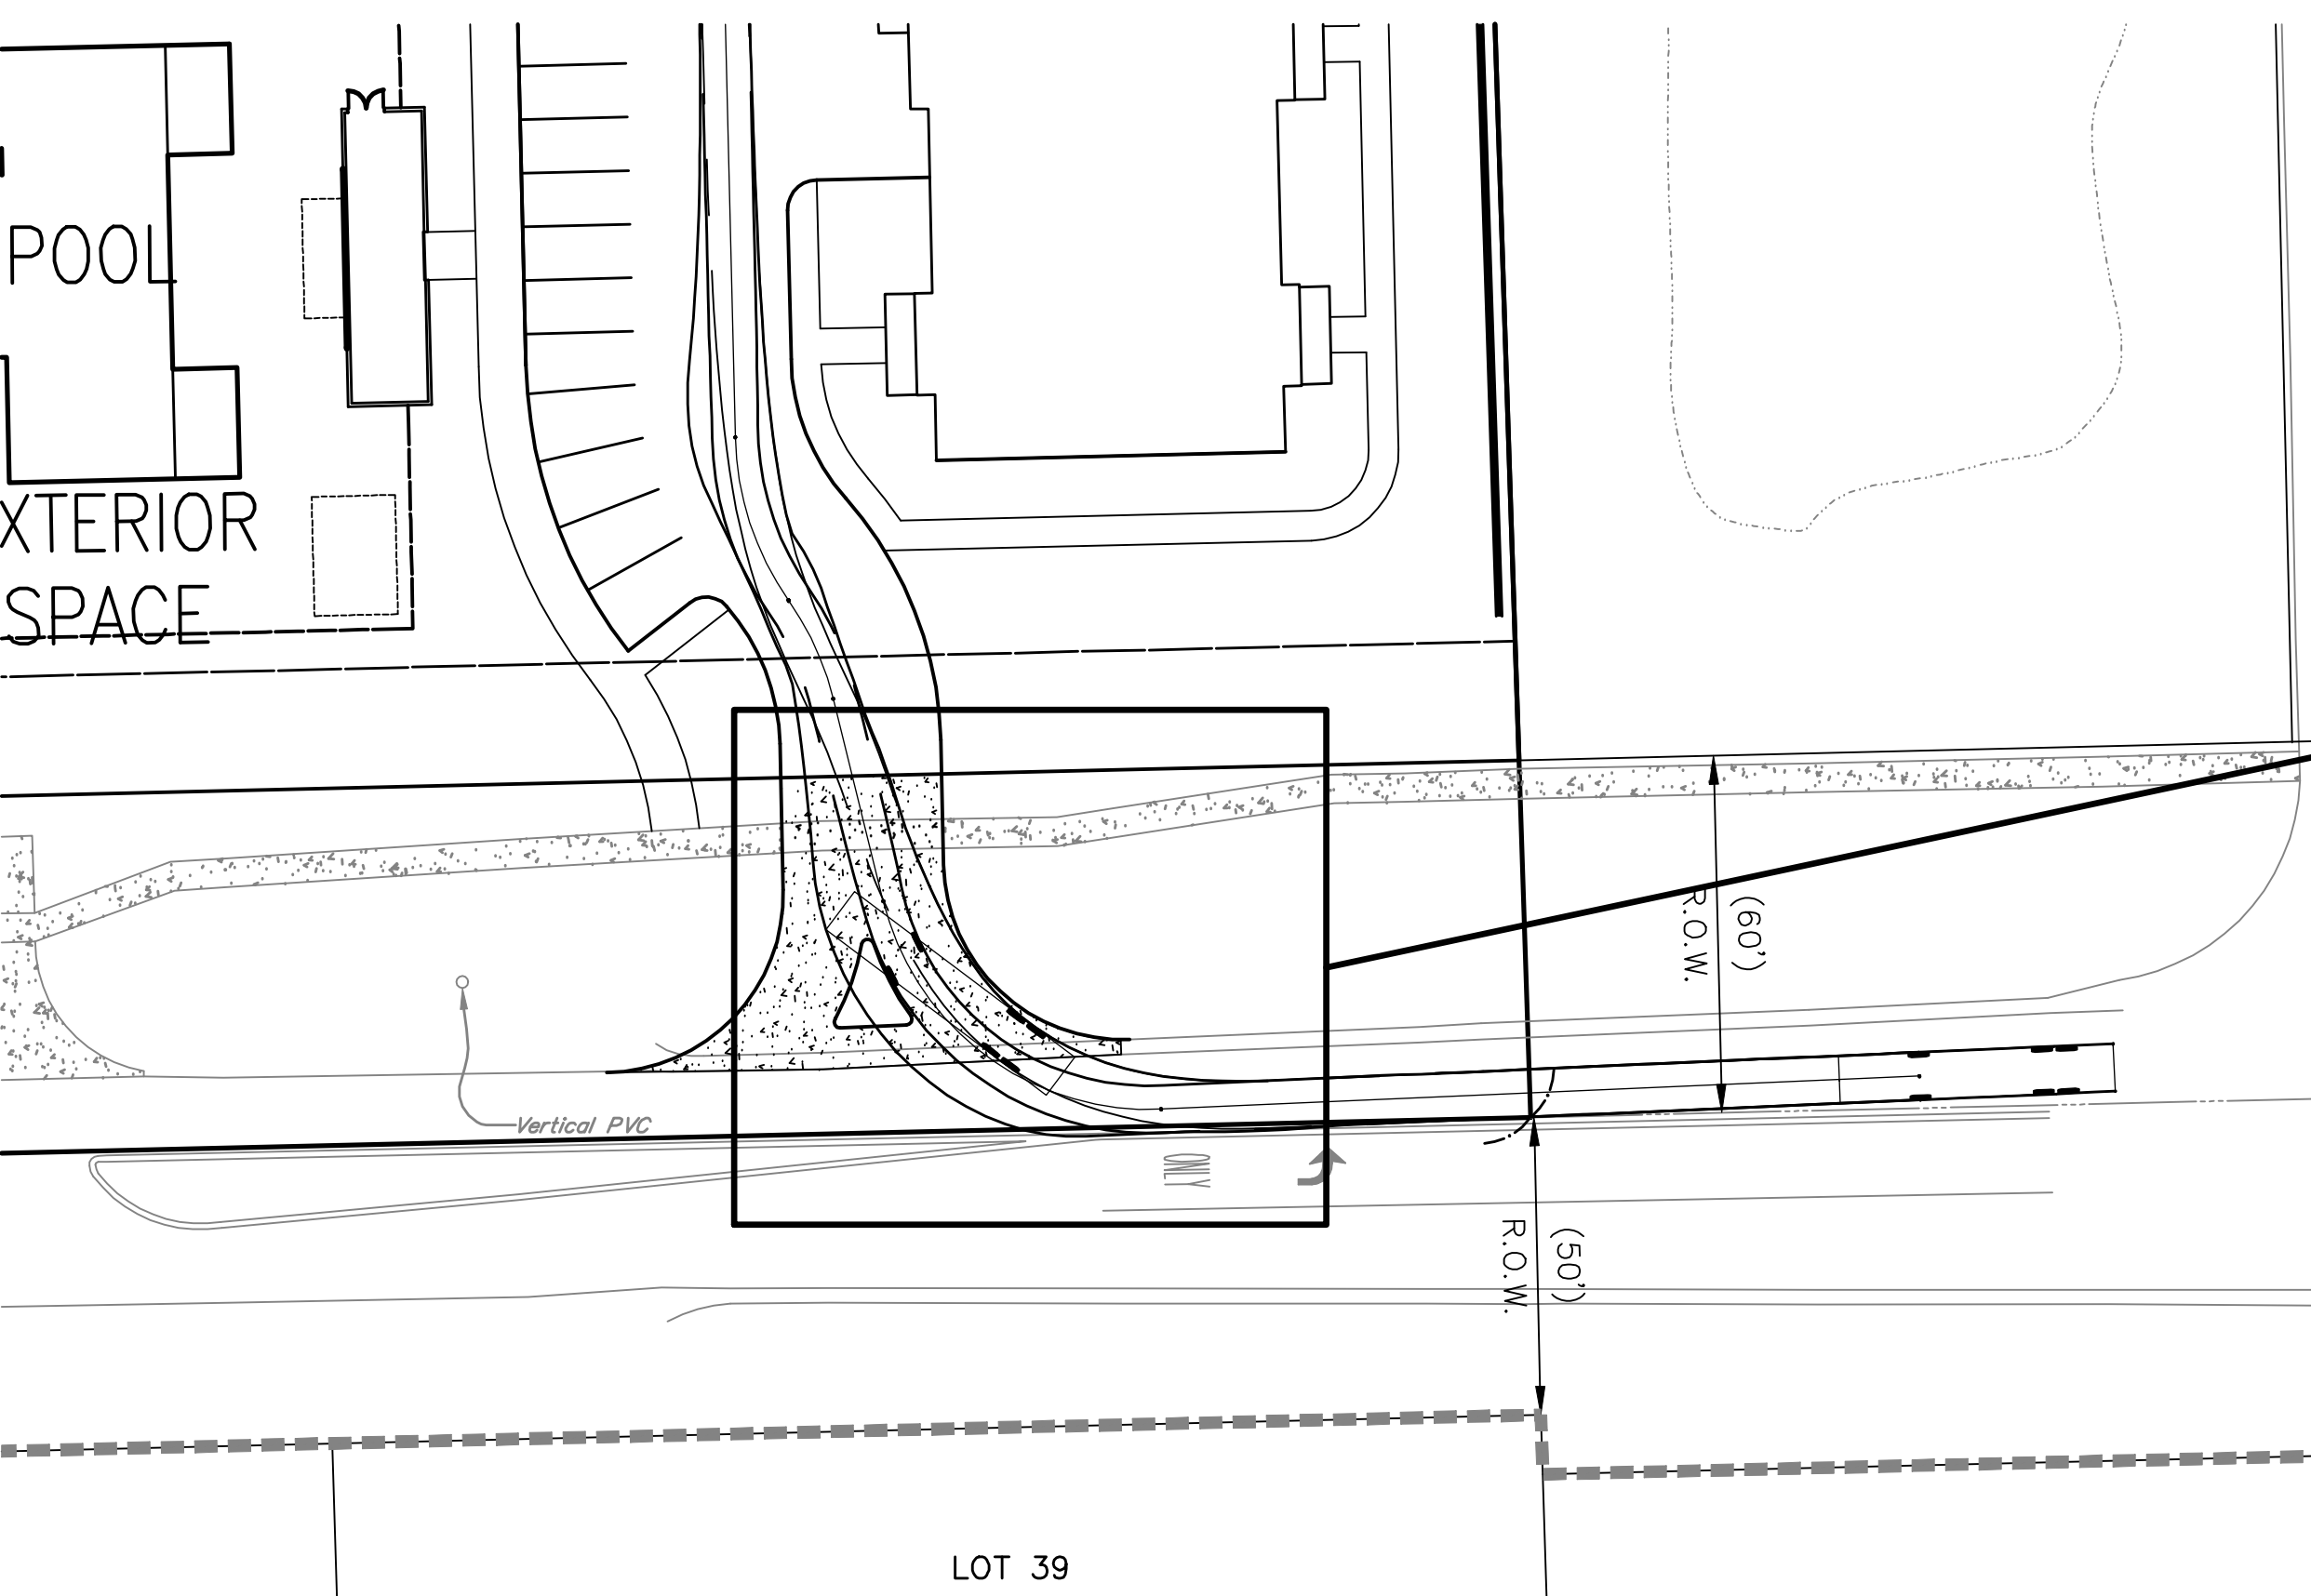 POOL
XTERIOR
SPACE
(60')
R.O.W.
Vertical PVC
ONLY
(50')
R.O.W.
LOT 39